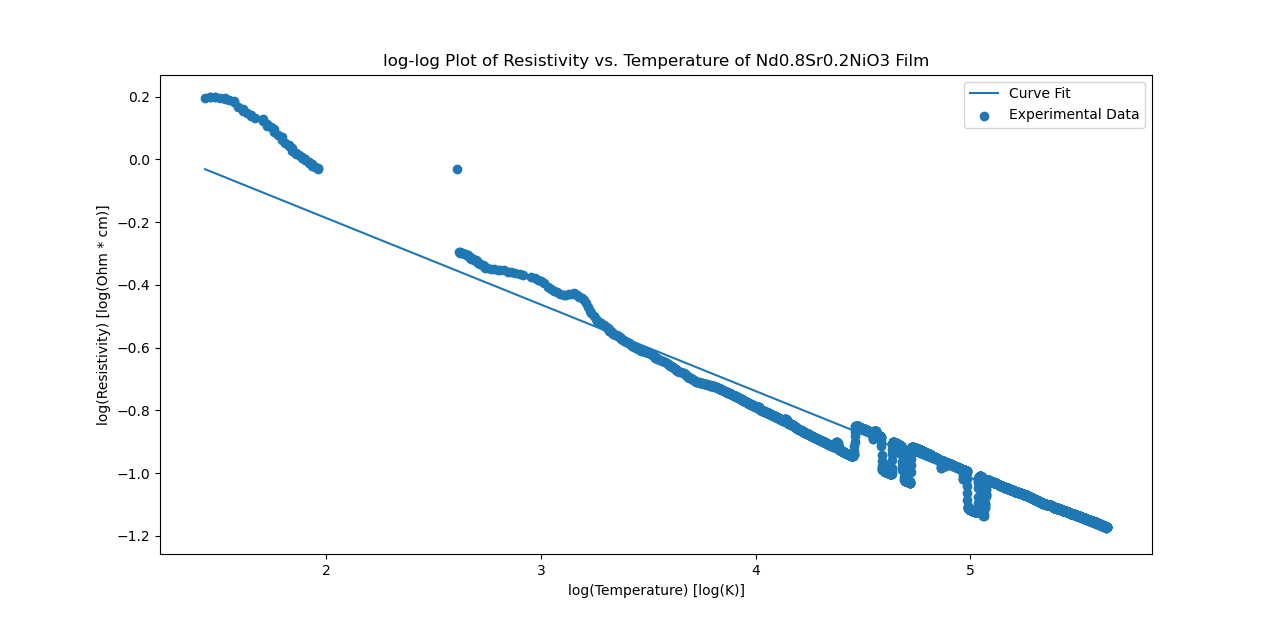 log-log Plot of Resistivity vs. Temperature of Nd0.8Sr0.2NiO3 Film
Curve Fit
Experimental Data
log(Resistivity) [log(Ohm * cm)]
0.2
0.0
−0.2
−0.4
−0.6
−0.8
−1.0
−1.2
2
3
4
5
log(Temperature) [log(K)]